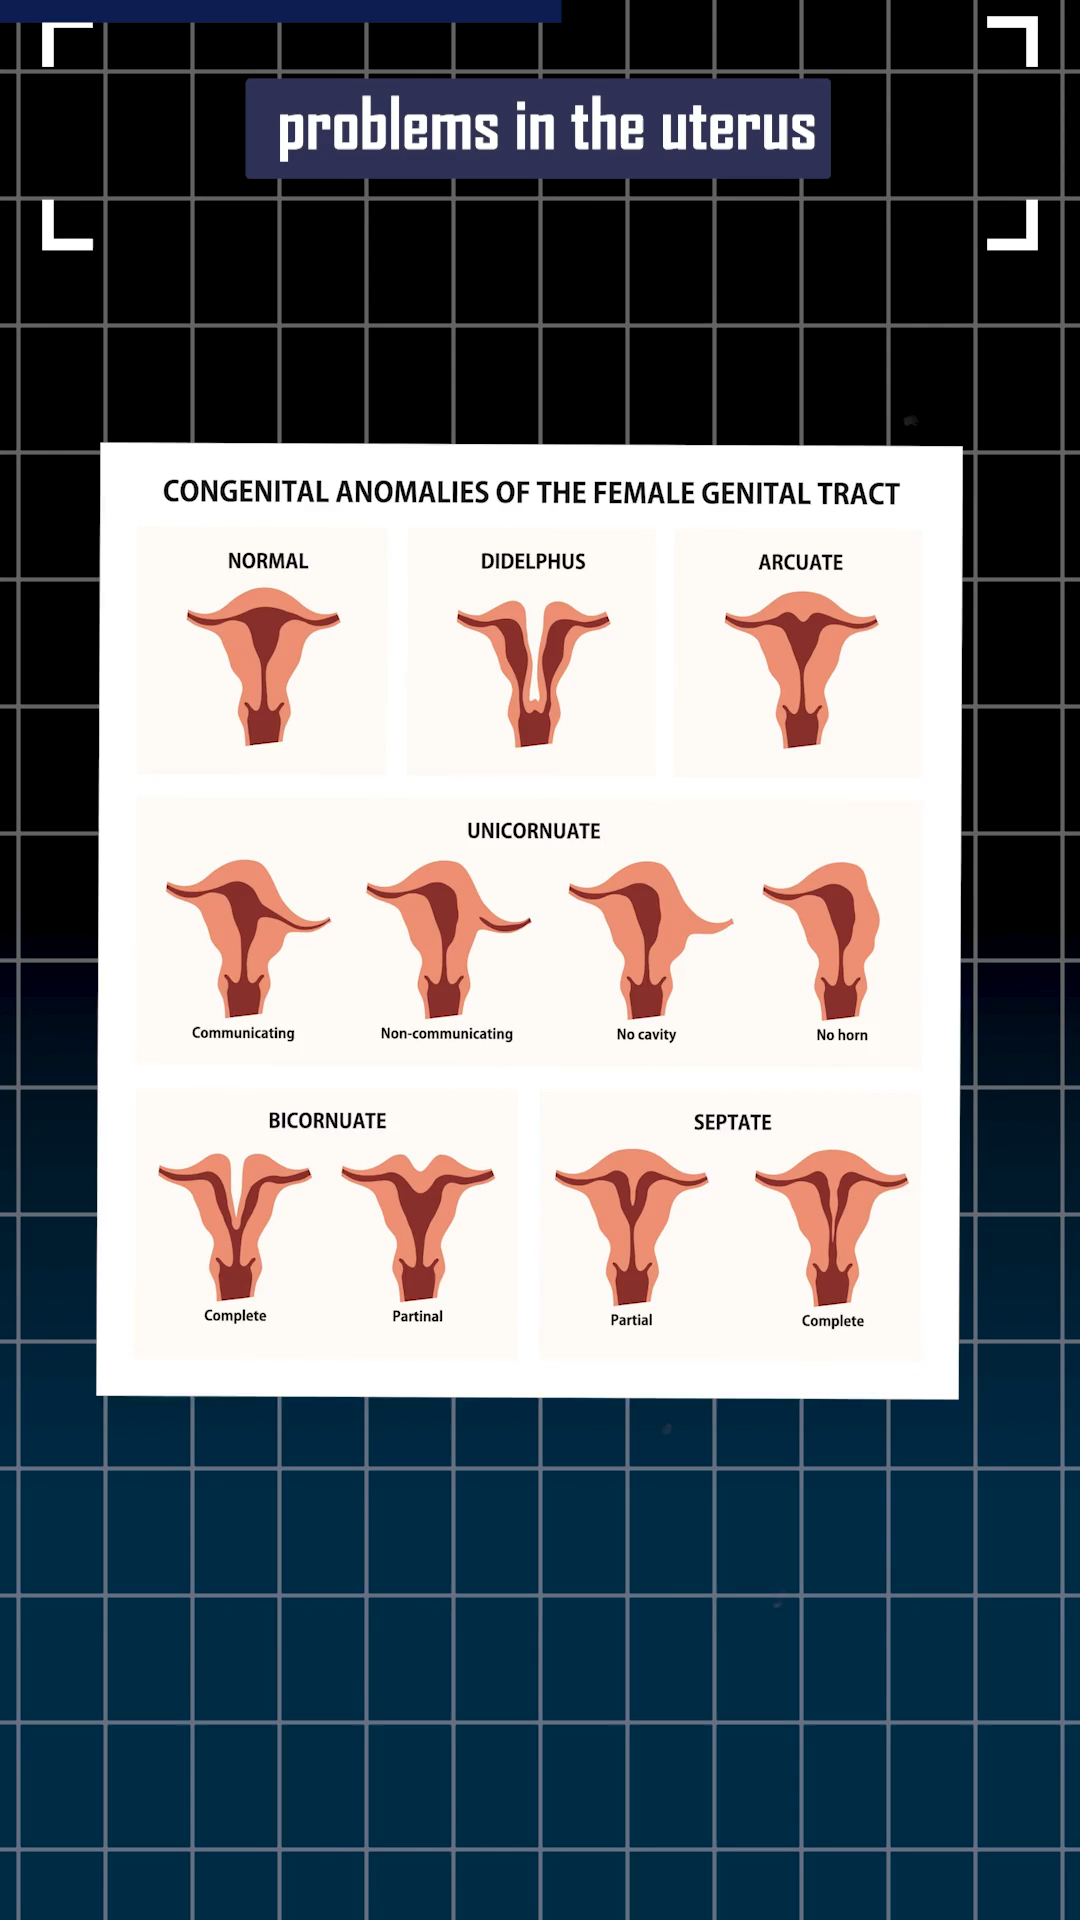 problems in the uterus
CONGENITAL ANOMALIES OF THE FEMALE GENITAL TRACT
NORMAL
DIDELPHUS
ARCUATE
UNICORNUATE
Communicating
Non-communicating
No cavity
No horn
BICORNUATE
Complete
Partinal
SEPTATE
Partial
Complete